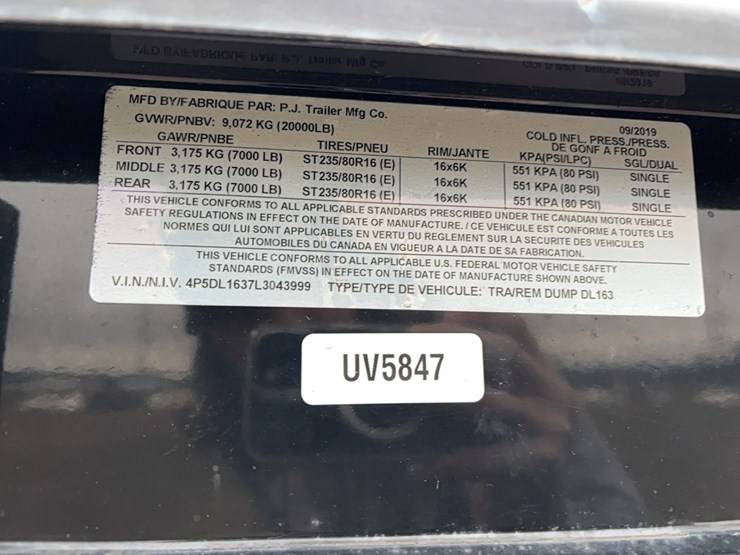 MFD BY/FABRIQUE PAR: P.J. Trailer Mfg Co. 09/2019
GVWR/PNBV: 9,072 KG (20000LB) COLD INFL. PRESS./PRESS.
DE GONF A FROID
GAWR/PNBE TIRES/PNEU RIM/JANTE KPA(PSI/LPC) SGL/DUAL
FRONT 3,175 KG (7000 LB) ST235/80R16 (E) 16x6K 551 KPA (80 PSI) SINGLE
MIDDLE 3,175 KG (7000 LB) ST235/80R16 (E) 16x6K 551 KPA (80 PSI) SINGLE
REAR 3,175 KG (7000 LB) ST235/80R16 (E) 16x6K 551 KPA (80 PSI) SINGLE
THIS VEHICLE CONFORMS TO ALL APPLICABLE STANDARDS PRESCRIBED UNDER THE CANADIAN MOTOR VEHICLE
SAFETY REGULATIONS IN EFFECT ON THE DATE OF MANUFACTURE. / CE VEHICULE EST CONFORME A TOUTES LES
NORMES QUI LUI SONT APPLICABLES EN VERTU DU REGLEMENT SUR LA SECURITE DES VEHICULES
AUTOMOBILES DU CANADA EN VIGUEUR A LA DATE DE SA FABRICATION.
THIS VEHICLE CONFORMS TO ALL APPLICABLE U.S. FEDERAL MOTOR VEHICLE SAFETY
STANDARDS (FMVSS) IN EFFECT ON THE DATE OF MANUFACTURE SHOWN ABOVE.
V.I.N./N.I.V. 4P5DL1637L3043999 TYPE/TYPE DE VEHICULE: TRA/REM DUMP DL163
UV5847